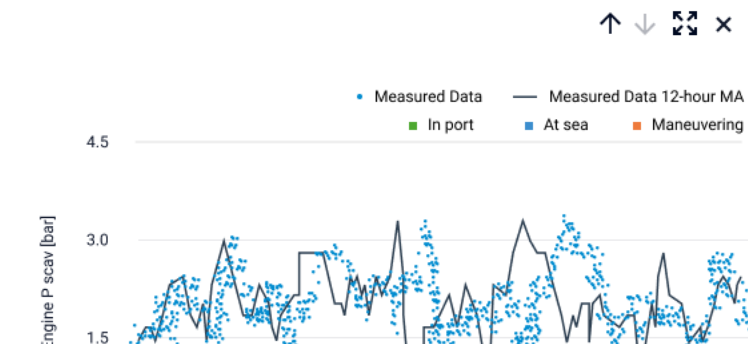 Measured Data
Measured Data 12-hour MA
In port
At sea
Maneuvering
4.5
3.0
1.5
Engine P scav [bar]